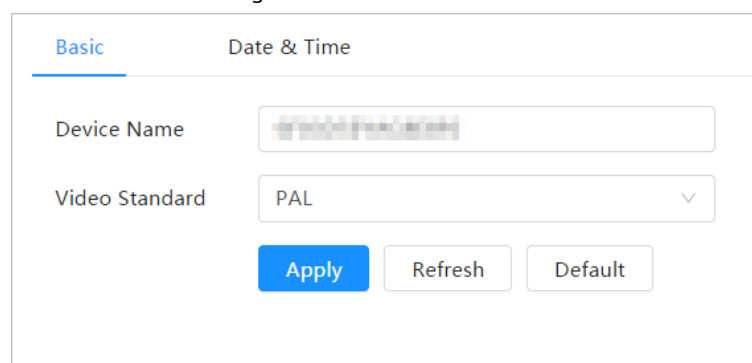 Basic Date & Time
Device Name
Video Standard PAL
Apply Refresh Default